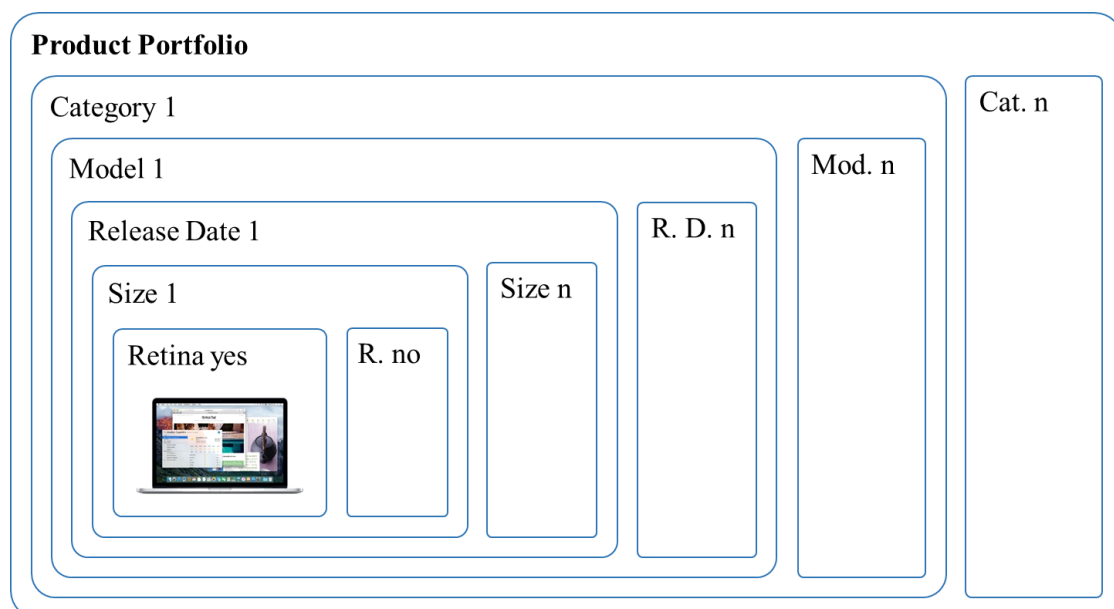 Product Portfolio
Category 1
Cat. n
Model 1
Mod. n
Release Date 1
R. D. n
Size 1
Size n
Retina yes
R. no